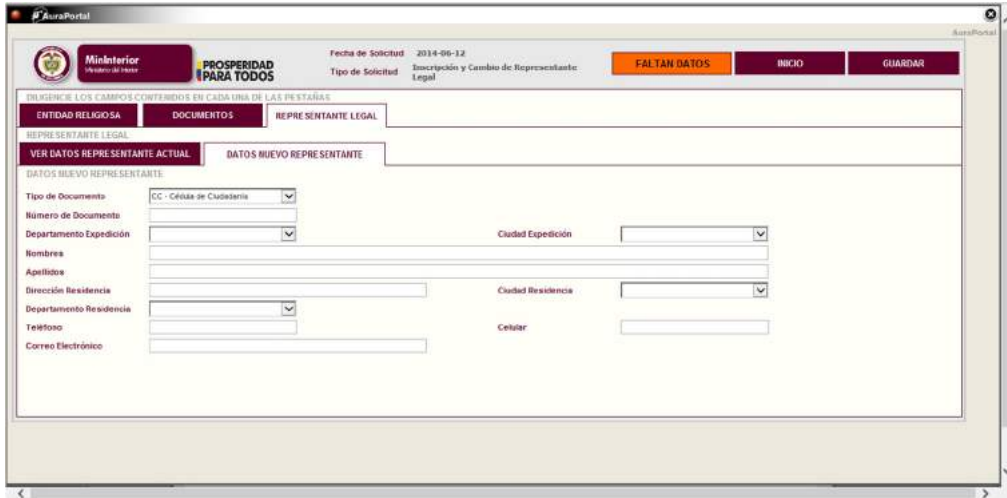 AuraPortal
AuraPortal
MinInterior
Ministerio del Interior
PROSPERIDAD
PARA TODOS
Fecha de Solicitud 2014-06-12
Tipo de Solicitud Inscripción y Cambio de Representante
Legal
FALTAN DATOS INICIO GUARDAR
DILIGENCIE LOS CAMPOS CONTENIDOS EN CADA UNA DE LAS PESTAÑAS
ENTIDAD RELIGIOSA DOCUMENTOS REPRESENTANTE LEGAL
REPRESENTANTE LEGAL
VER DATOS REPRESENTANTE ACTUAL DATOS NUEVO REPRESENTANTE
DATOS NUEVO REPRESENTANTE
Tipo de Documento CC - Cédula de Ciudadanía
Número de Documento
Departamento Expedición Ciudad Expedición
Nombres
Apellidos
Dirección Residencia Ciudad Residencia
Departamento Residencia
Teléfono Celular
Correo Electrónico